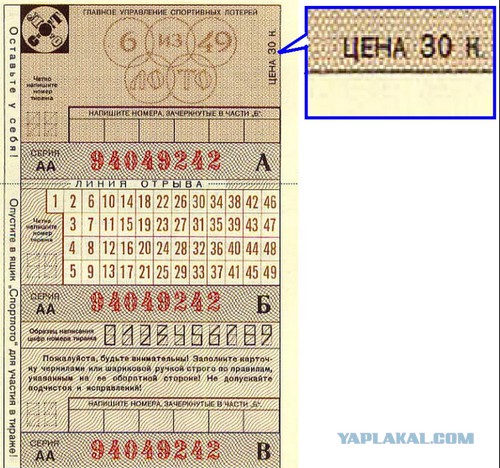 ГЛАВНОЕ УПРАВЛЕНИЕ СПОРТИВНЫХ ЛОТЕРЕЙ
6 ИЗ 49
ЛОТО
ЦЕНА 30 К.
ЦЕНА 30 К
Оставьте у себя!
Четко
напишите
номер
тиража
НАПИШИТЕ НОМЕРА, ЗАЧЕРКНУТЫЕ В ЧАСТИ „Б“.
СЕРИЯ
АА
94049242
А
ЛИНИЯ ОТРЫВА
Опустите в ящик „Спортлото“ для участия в тираже!
Четко
напишите
номер
тиража
1 2 6 10 14 18 22 26 30 34 38 42 46
3 7 11 15 19 23 27 31 35 39 43 47
4 8 12 16 20 24 28 32 36 40 44 48
5 9 13 17 21 25 29 33 37 41 45 49
СЕРИЯ
АА
94049242
Б
Образец написания
цифр номера тиража
0123456789
Пожалуйста, будьте внимательны! Заполните карточ-
ку чернилами или шариковой ручкой строго по правилам,
указанным на ее оборотной стороне! Не допускайте
подчисток и исправлений!
НАПИШИТЕ НОМЕРА, ЗАЧЕРКНУТЫЕ В ЧАСТИ „Б“.
СЕРИЯ
АА
94049242
В
YAPLAKAL.COM